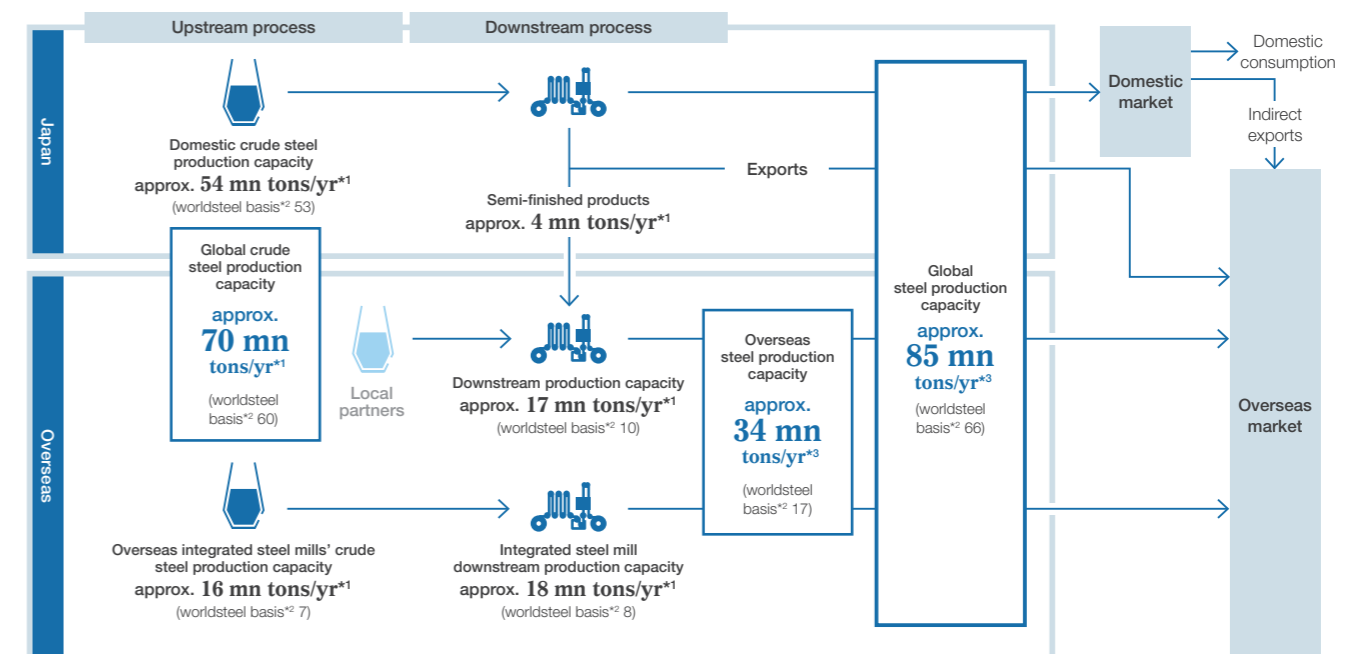 Upstream process
Downstream process
Japan
Domestic crude steel
production capacity
approx. 54 mn tons/yr*1
(worldsteel basis*2 53)
Semi-finished products
approx. 4 mn tons/yr*1
Exports
Domestic
market
Domestic
consumption
Indirect
exports
Global crude
steel production
capacity
approx.
70 mn
tons/yr*1
(worldsteel
basis*2 60)
Overseas
Local
partners
Downstream production capacity
approx. 17 mn tons/yr*1
(worldsteel basis*2 10)
Overseas
steel production
capacity
approx.
34 mn
tons/yr*3
(worldsteel
basis*2 17)
Global
steel production
capacity
approx.
85 mn
tons/yr*3
(worldsteel
basis*2 66)
Overseas
market
Overseas integrated steel mills’ crude
steel production capacity
approx. 16 mn tons/yr*1
(worldsteel basis*2 7)
Integrated steel mill
downstream production capacity
approx. 18 mn tons/yr*1
(worldsteel basis*2 8)